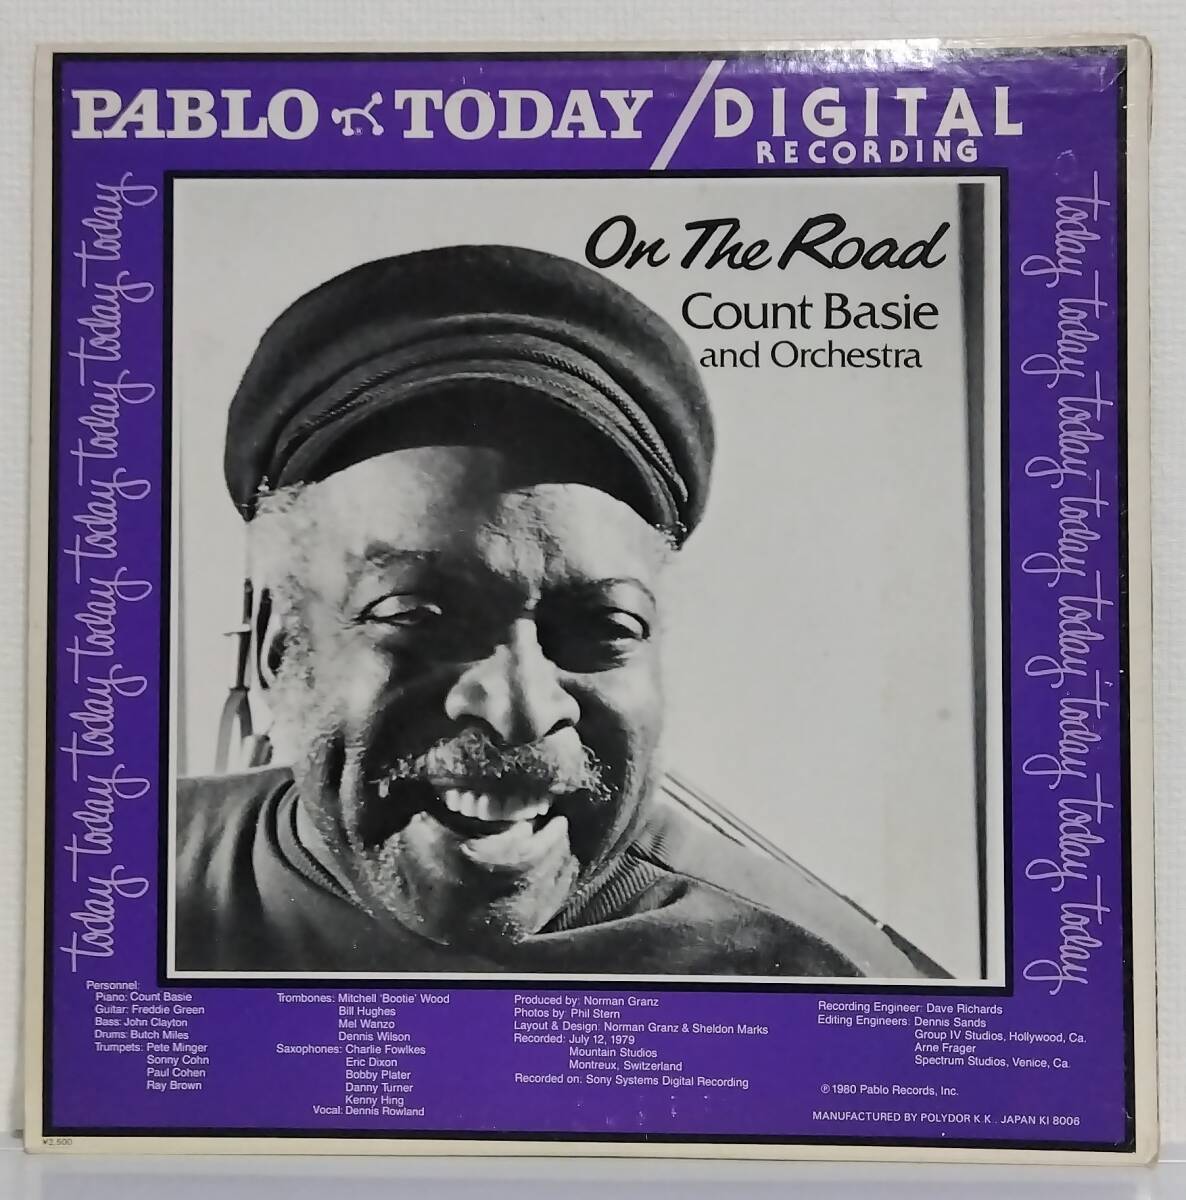 PABLO TODAY / DIGITAL
RECORDING
On The Road
Count Basie
and Orchestra
today today today today today today today today
today today today today today today today today
Personnel:
Piano: Count Basie
Guitar: Freddie Green
Bass: John Clayton
Drums: Butch Miles
Trumpets: Pete Minger
Sonny Cohn
Paul Cohen
Ray Brown
Trombones: Mitchell 'Bootie' Wood
Bill Hughes
Mel Wanzo
Dennis Wilson
Saxophones: Charlie Fowlkes
Eric Dixon
Bobby Plater
Danny Turner
Kenny Hing
Vocal: Dennis Rowland
Produced by: Norman Granz
Photos by: Phil Stern
Layout & Design: Norman Granz & Sheldon Marks
Recorded: July 12, 1979
Mountain Studios
Montreux, Switzerland
Recorded on: Sony Systems Digital Recording
Recording Engineer: Dave Richards
Editing Engineers: Dennis Sands
Group IV Studios, Hollywood, Ca.
Arne Frager
Spectrum Studios, Venice, Ca.
℗1980 Pablo Records, Inc.
MANUFACTURED BY POLYDOR K.K., JAPAN KI 8006
¥2,500